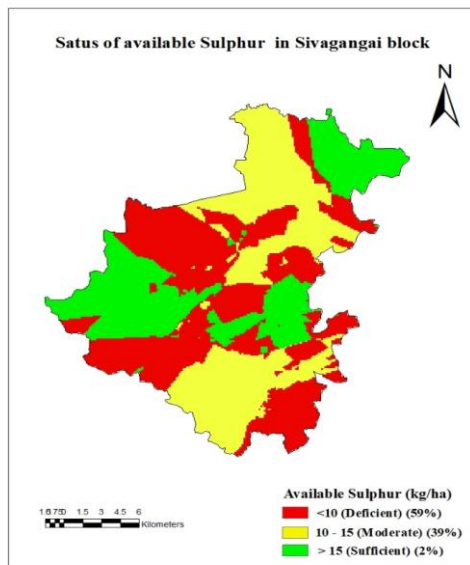 Satus of available Sulphur in Sivagangai block
N
Available Sulphur (kg/ha)
<10 (Deficient) (59%)
10 - 15 (Moderate) (39%)
> 15 (Sufficient) (2%)
1.5 3 4.5 6
Kilometers